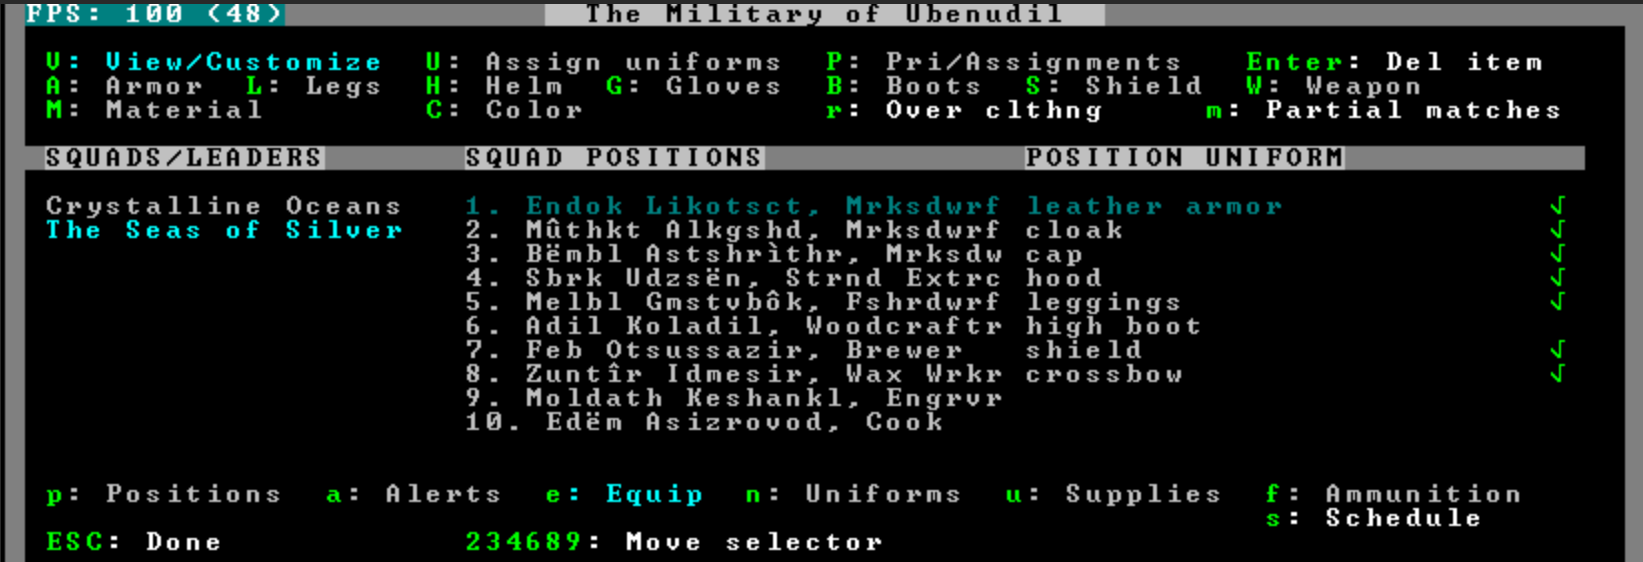 FPS: 100 (48) The Military of Ubenudil
V: View/Customize U: Assign uniforms P: Pri/Assignments Enter: Del item
A: Armor L: Legs H: Helm G: Gloves B: Boots S: Shield W: Weapon
M: Material C: Color r: Over clthng m: Partial matches
SQUADS/LEADERS SQUAD POSITIONS POSITION UNIFORM
Crystalline Oceans 1. Endok Likotsct, Mrksdwrf leather armor √
The Seas of Silver 2. Mûthkt Alkgshd, Mrksdwrf cloak √
3. Bëmbl Astshrìthr, Mrksdw cap √
4. Sbrk Udzsën, Strnd Extrc hood √
5. Melbl Gmstvbôk, Fshrdwrf leggings √
6. Adil Koladil, Woodcraftr high boot
7. Feb Otsussazir, Brewer shield √
8. Zuntîr Idmesir, Wax Wrkr crossbow √
9. Moldath Keshankl, Engrvr
10. Edëm Asizrovod, Cook
p: Positions a: Alerts e: Equip n: Uniforms u: Supplies f: Ammunition
s: Schedule
ESC: Done 234689: Move selector